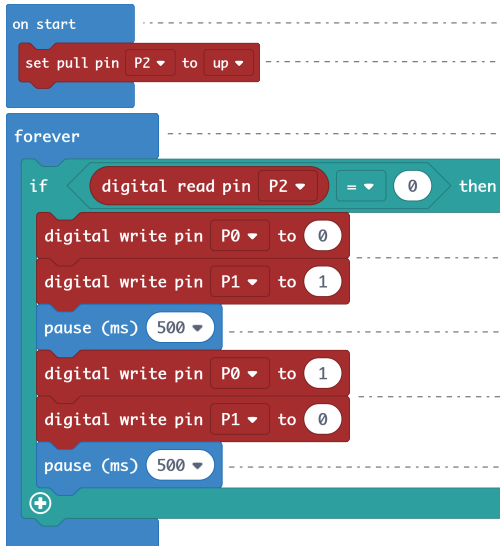 on start
set pull pin P2 to up
forever
if digital read pin P2 = 0 then
digital write pin P0 to 0
digital write pin P1 to 1
pause (ms) 500
digital write pin P0 to 1
digital write pin P1 to 0
pause (ms) 500